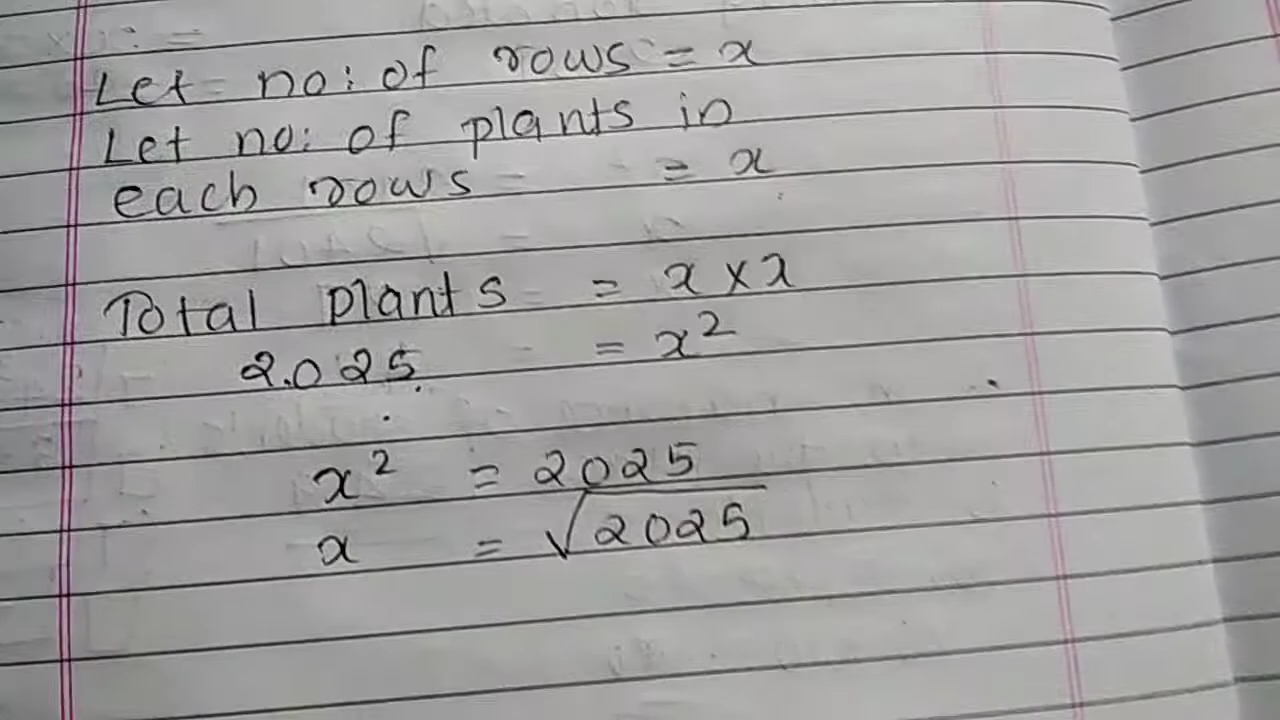 Let no: of rows = x
Let no: of plants in
each rows = x
Total plants = x × x
2025 = x²
x² = 2025
x = √2025